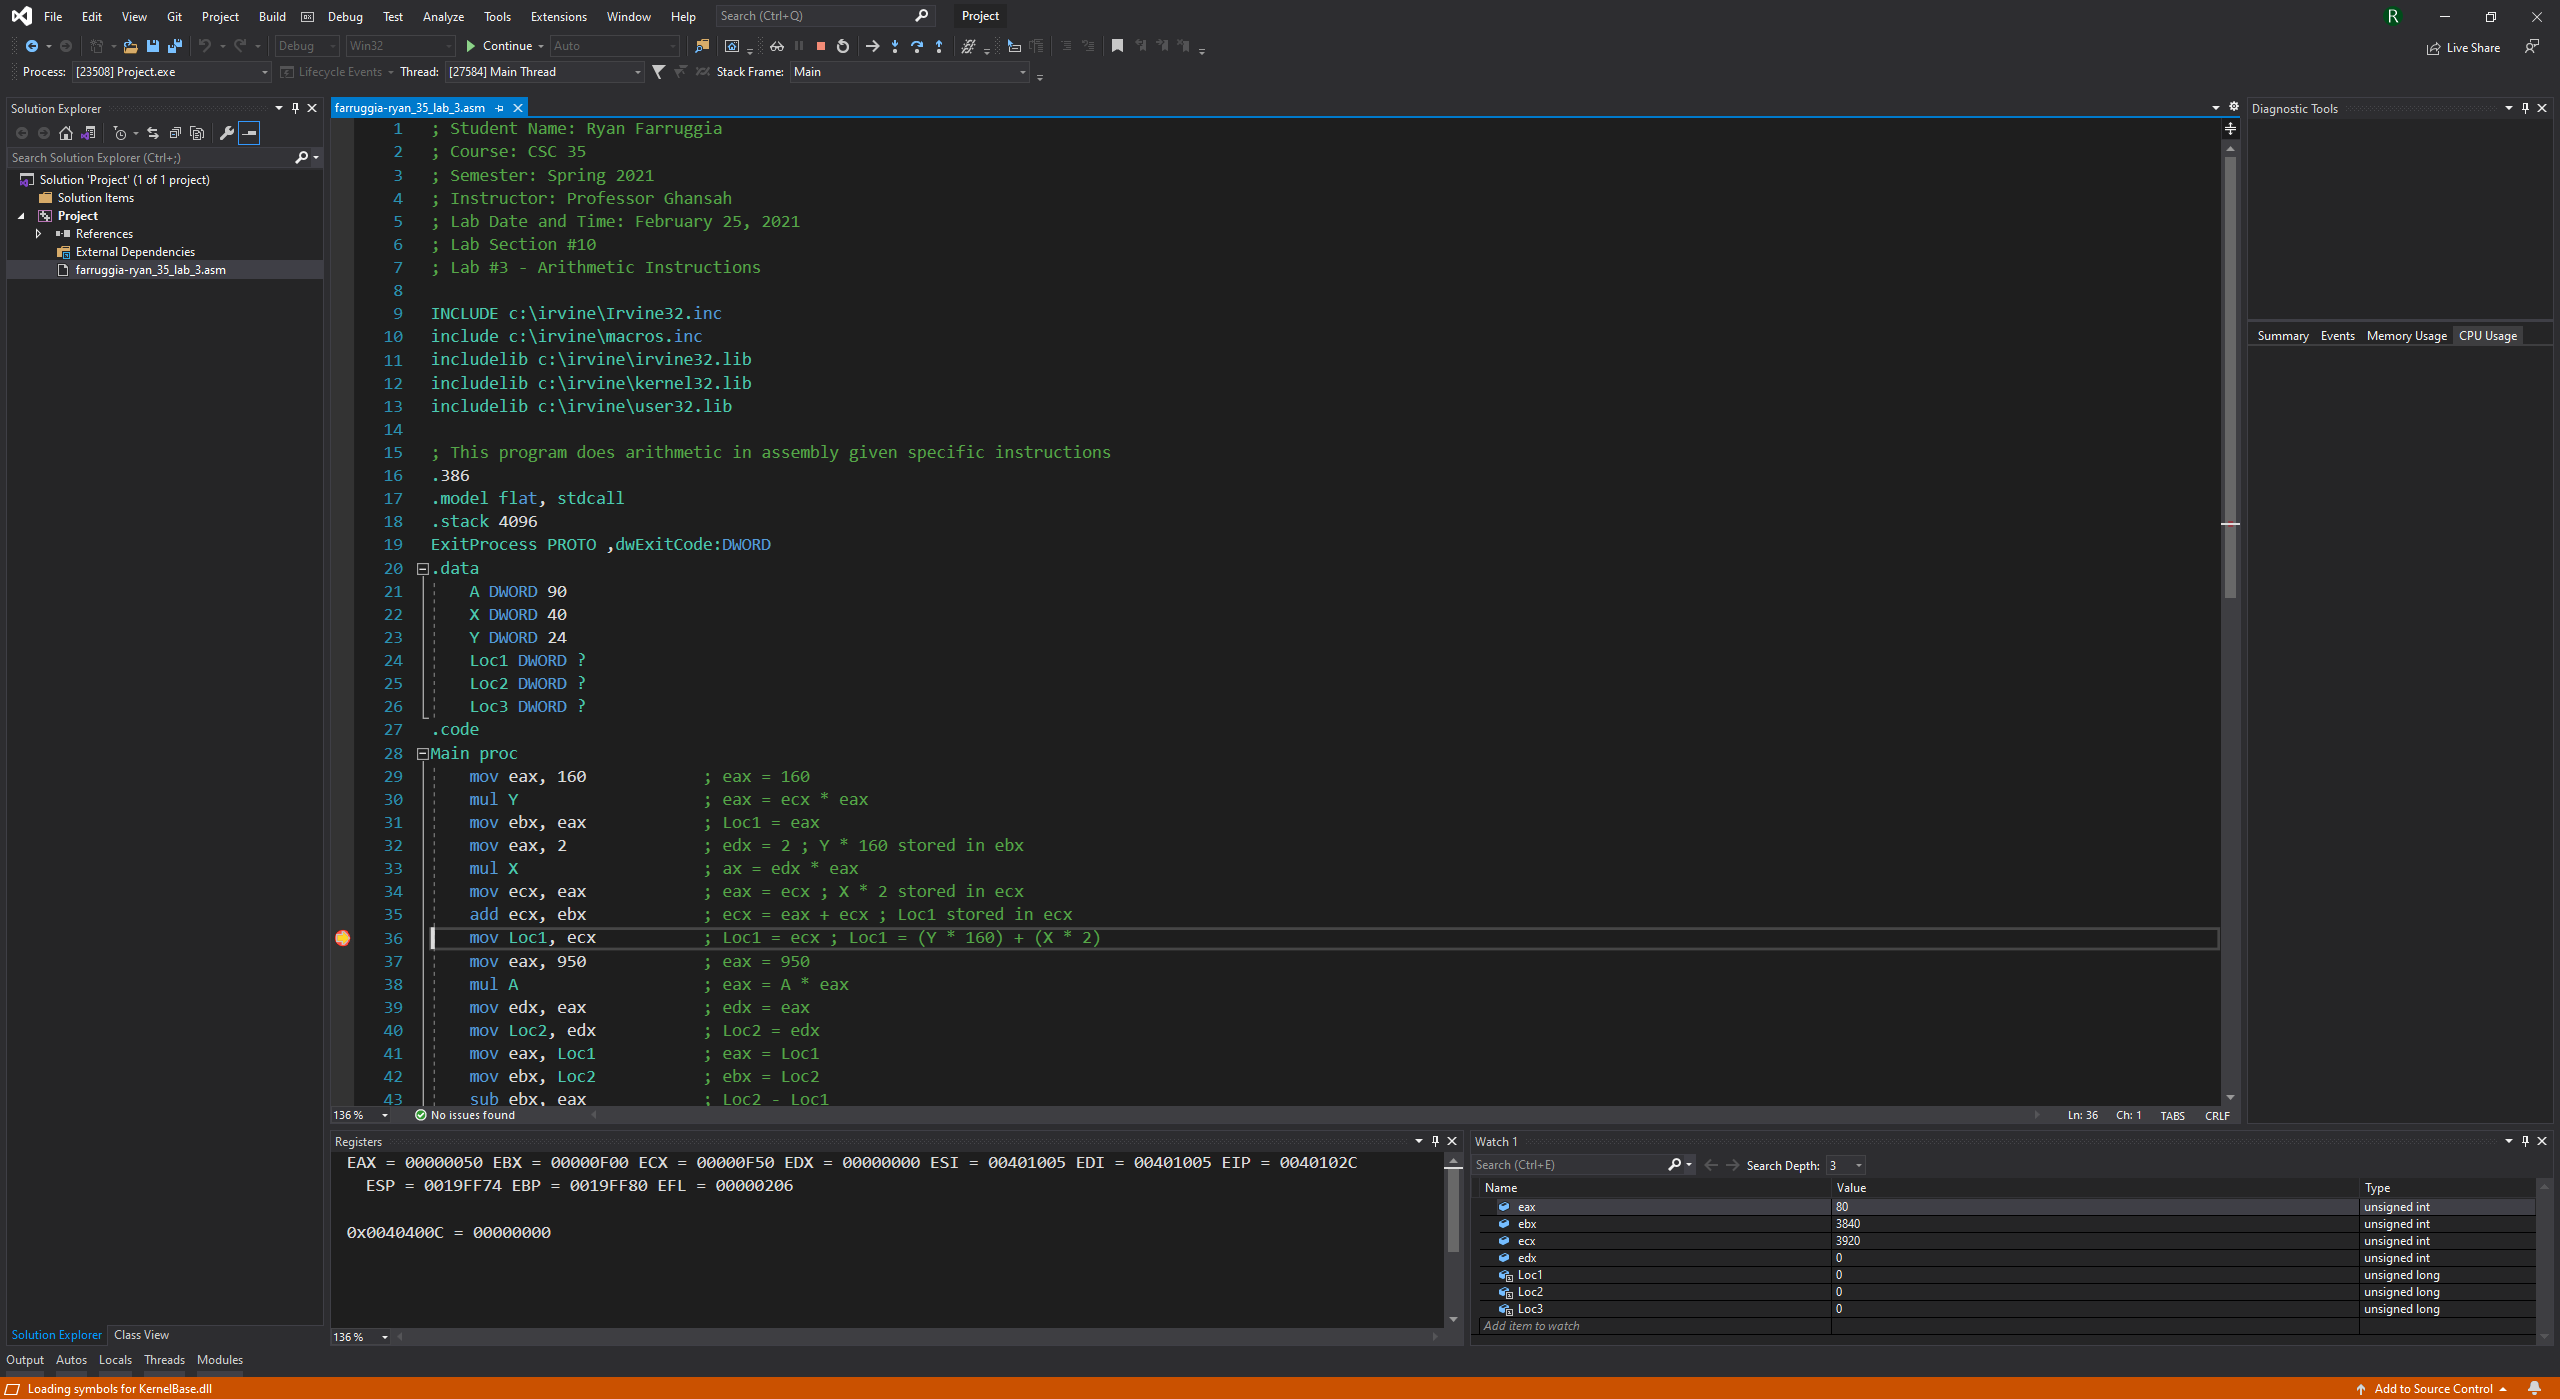 File Edit View Git Project Build Debug Test Analyze Tools Extensions Window Help Search (Ctrl+Q) Project R
Debug Win32 Continue Auto Live Share
Process: [23508] Project.exe Lifecycle Events Thread: [27584] Main Thread Stack Frame: Main
Solution Explorer
Search Solution Explorer (Ctrl+;)
Solution 'Project' (1 of 1 project)
Solution Items
Project
References
External Dependencies
farruggia-ryan_35_lab_3.asm
Solution Explorer Class View
farruggia-ryan_35_lab_3.asm
1 ; Student Name: Ryan Farruggia
2 ; Course: CSC 35
3 ; Semester: Spring 2021
4 ; Instructor: Professor Ghansah
5 ; Lab Date and Time: February 25, 2021
6 ; Lab Section #10
7 ; Lab #3 - Arithmetic Instructions
8
9 INCLUDE c:\irvine\Irvine32.inc
10 include c:\irvine\macros.inc
11 includelib c:\irvine\irvine32.lib
12 includelib c:\irvine\kernel32.lib
13 includelib c:\irvine\user32.lib
14
15 ; This program does arithmetic in assembly given specific instructions
16 .386
17 .model flat, stdcall
18 .stack 4096
19 ExitProcess PROTO ,dwExitCode:DWORD
20 .data
21 A DWORD 90
22 X DWORD 40
23 Y DWORD 24
24 Loc1 DWORD ?
25 Loc2 DWORD ?
26 Loc3 DWORD ?
27 .code
28 Main proc
29 mov eax, 160 ; eax = 160
30 mul Y ; eax = ecx * eax
31 mov ebx, eax ; Loc1 = eax
32 mov eax, 2 ; edx = 2 ; Y * 160 stored in ebx
33 mul X ; ax = edx * eax
34 mov ecx, eax ; eax = ecx ; X * 2 stored in ecx
35 add ecx, ebx ; ecx = eax + ecx ; Loc1 stored in ecx
36 mov Loc1, ecx ; Loc1 = ecx ; Loc1 = (Y * 160) + (X * 2)
37 mov eax, 950 ; eax = 950
38 mul A ; eax = A * eax
39 mov edx, eax ; edx = eax
40 mov Loc2, edx ; Loc2 = edx
41 mov eax, Loc1 ; eax = Loc1
42 mov ebx, Loc2 ; ebx = Loc2
43 sub ebx, eax ; Loc2 - Loc1
136 % No issues found Ln: 36 Ch: 1 TABS CRLF
Diagnostic Tools
Summary Events Memory Usage CPU Usage
Registers
EAX = 00000050 EBX = 00000F00 ECX = 00000F50 EDX = 00000000 ESI = 00401005 EDI = 00401005 EIP = 0040102C
ESP = 0019FF74 EBP = 0019FF80 EFL = 00000206
0x0040400C = 00000000
136 %
Watch 1
Search (Ctrl+E) Search Depth: 3
Name Value Type
eax 80 unsigned int
ebx 3840 unsigned int
ecx 3920 unsigned int
edx 0 unsigned int
Loc1 0 unsigned long
Loc2 0 unsigned long
Loc3 0 unsigned long
Add item to watch
Output Autos Locals Threads Modules
Loading symbols for KernelBase.dll Add to Source Control